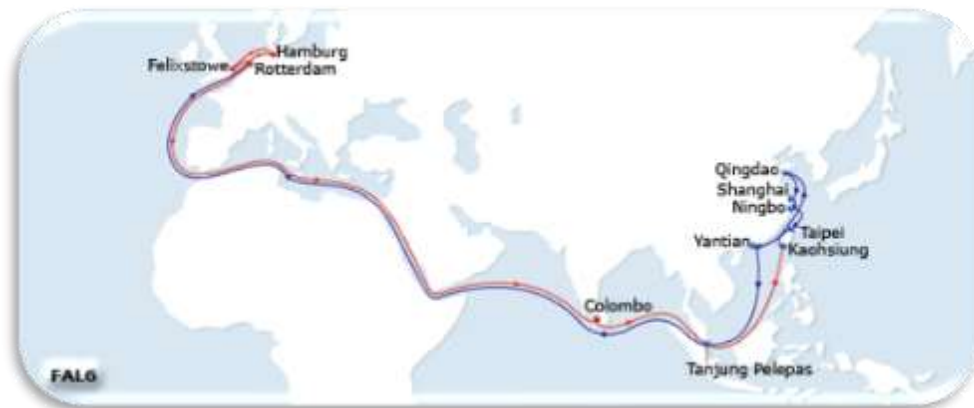 Hamburg
Felixstowe
Rotterdam
Qingdao
Shanghai
Ningbo
Taipei
Yantian
Kaohsiung
Colombo
Tanjung Pelepas
FAL6